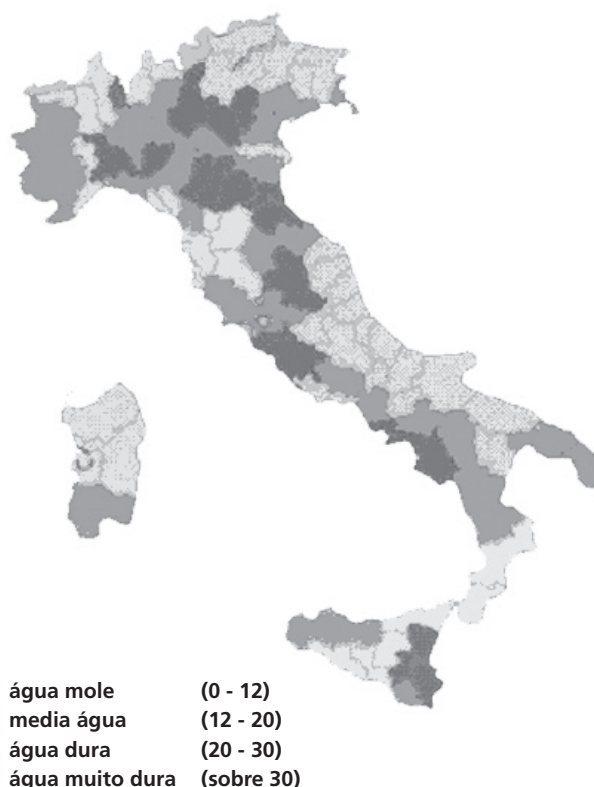 água mole (0 - 12)
media água (12 - 20)
água dura (20 - 30)
água muito dura (sobre 30)